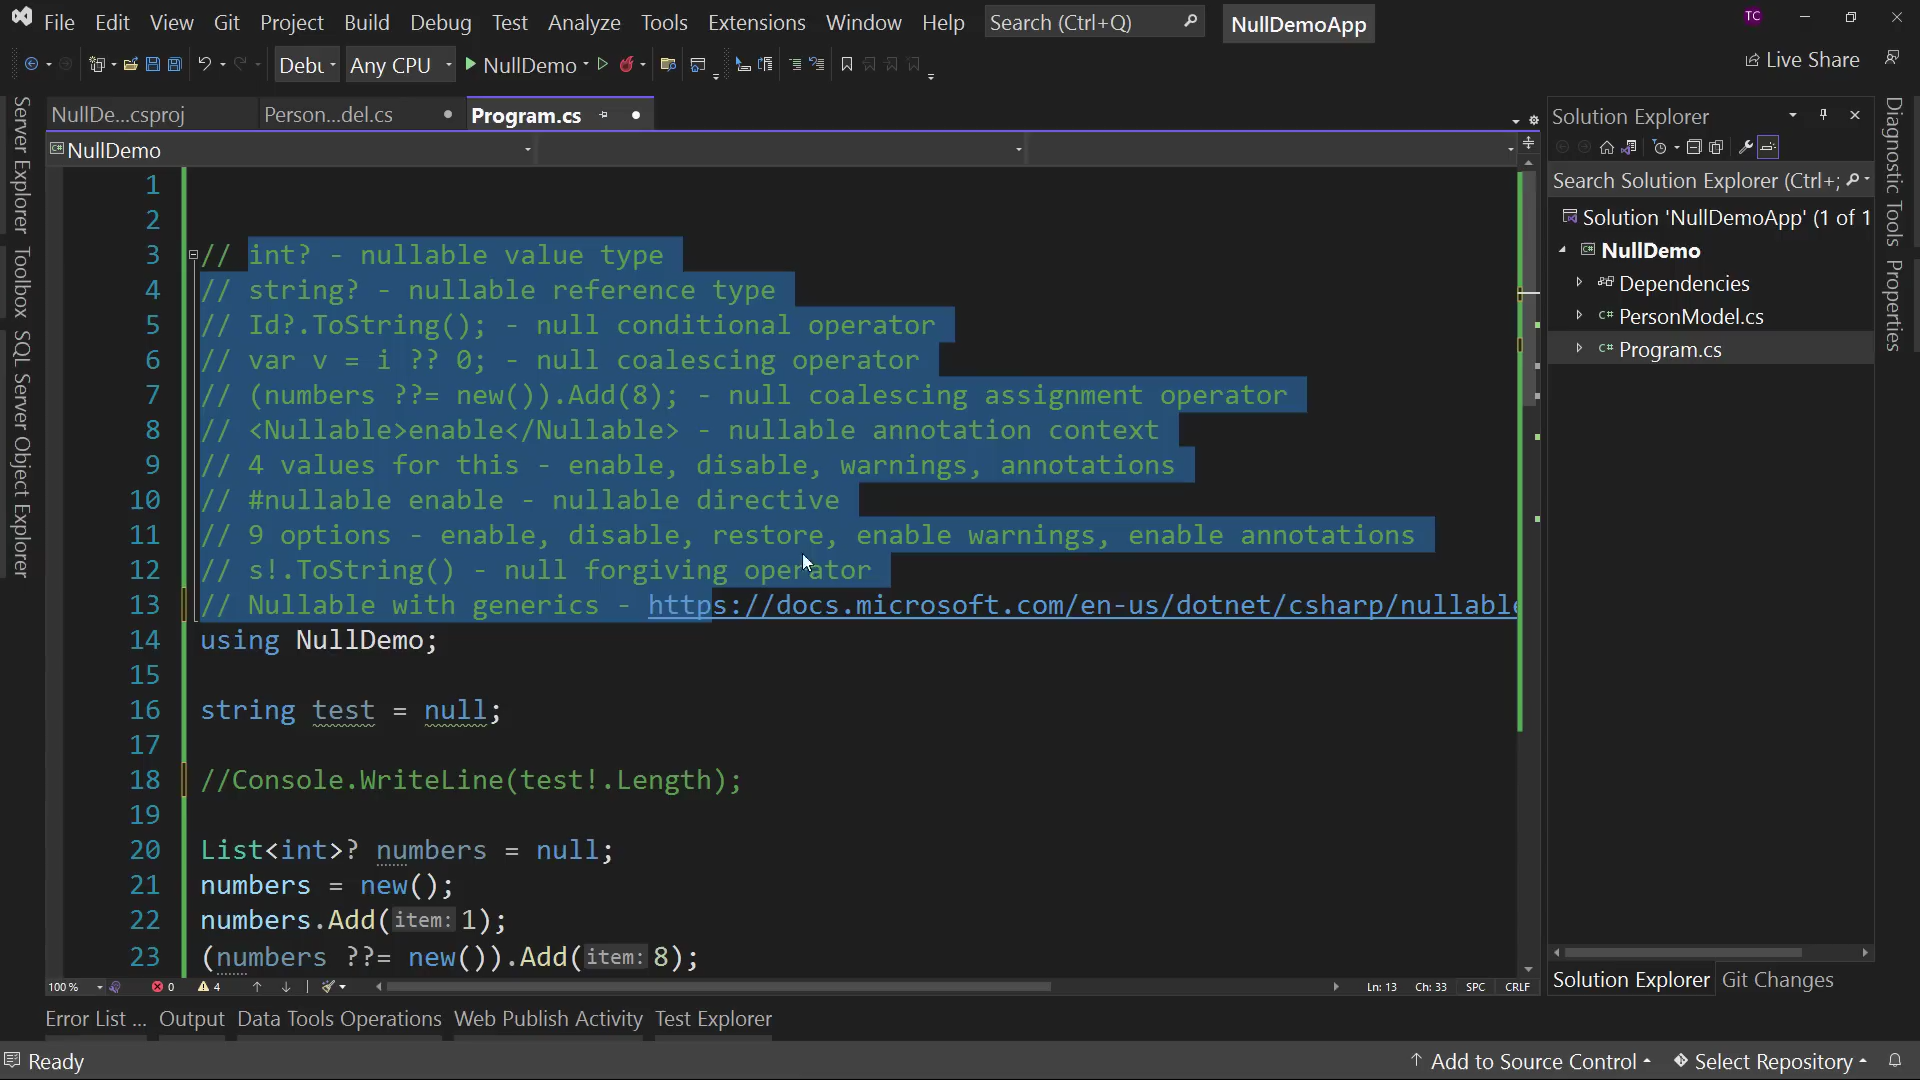 File Edit View Git Project Build Debug Test Analyze Tools Extensions Window Help Search (Ctrl+Q) NullDemoApp TC
Debu Any CPU NullDemo Live Share
NullDe...csproj Person...del.cs Program.cs
NullDemo
1
2
3 // int? - nullable value type
4 // string? - nullable reference type
5 // Id?.ToString(); - null conditional operator
6 // var v = i ?? 0; - null coalescing operator
7 // (numbers ??= new()).Add(8); - null coalescing assignment operator
8 // <Nullable>enable</Nullable> - nullable annotation context
9 // 4 values for this - enable, disable, warnings, annotations
10 // #nullable enable - nullable directive
11 // 9 options - enable, disable, restore, enable warnings, enable annotations
12 // s!.ToString() - null forgiving operator
13 // Nullable with generics - https://docs.microsoft.com/en-us/dotnet/csharp/nullable
14 using NullDemo;
15
16 string test = null;
17
18 //Console.WriteLine(test!.Length);
19
20 List<int>? numbers = null;
21 numbers = new();
22 numbers.Add(item: 1);
23 (numbers ??= new()).Add(item: 8);
100 % 0 4 Ln: 13 Ch: 33 SPC CRLF
Server Explorer
Toolbox
SQL Server Object Explorer
Solution Explorer
Search Solution Explorer (Ctrl+;
Solution 'NullDemoApp' (1 of 1
NullDemo
Dependencies
C# PersonModel.cs
C# Program.cs
Solution Explorer Git Changes
Diagnostic Tools
Properties
Error List ... Output Data Tools Operations Web Publish Activity Test Explorer
Ready Add to Source Control Select Repository